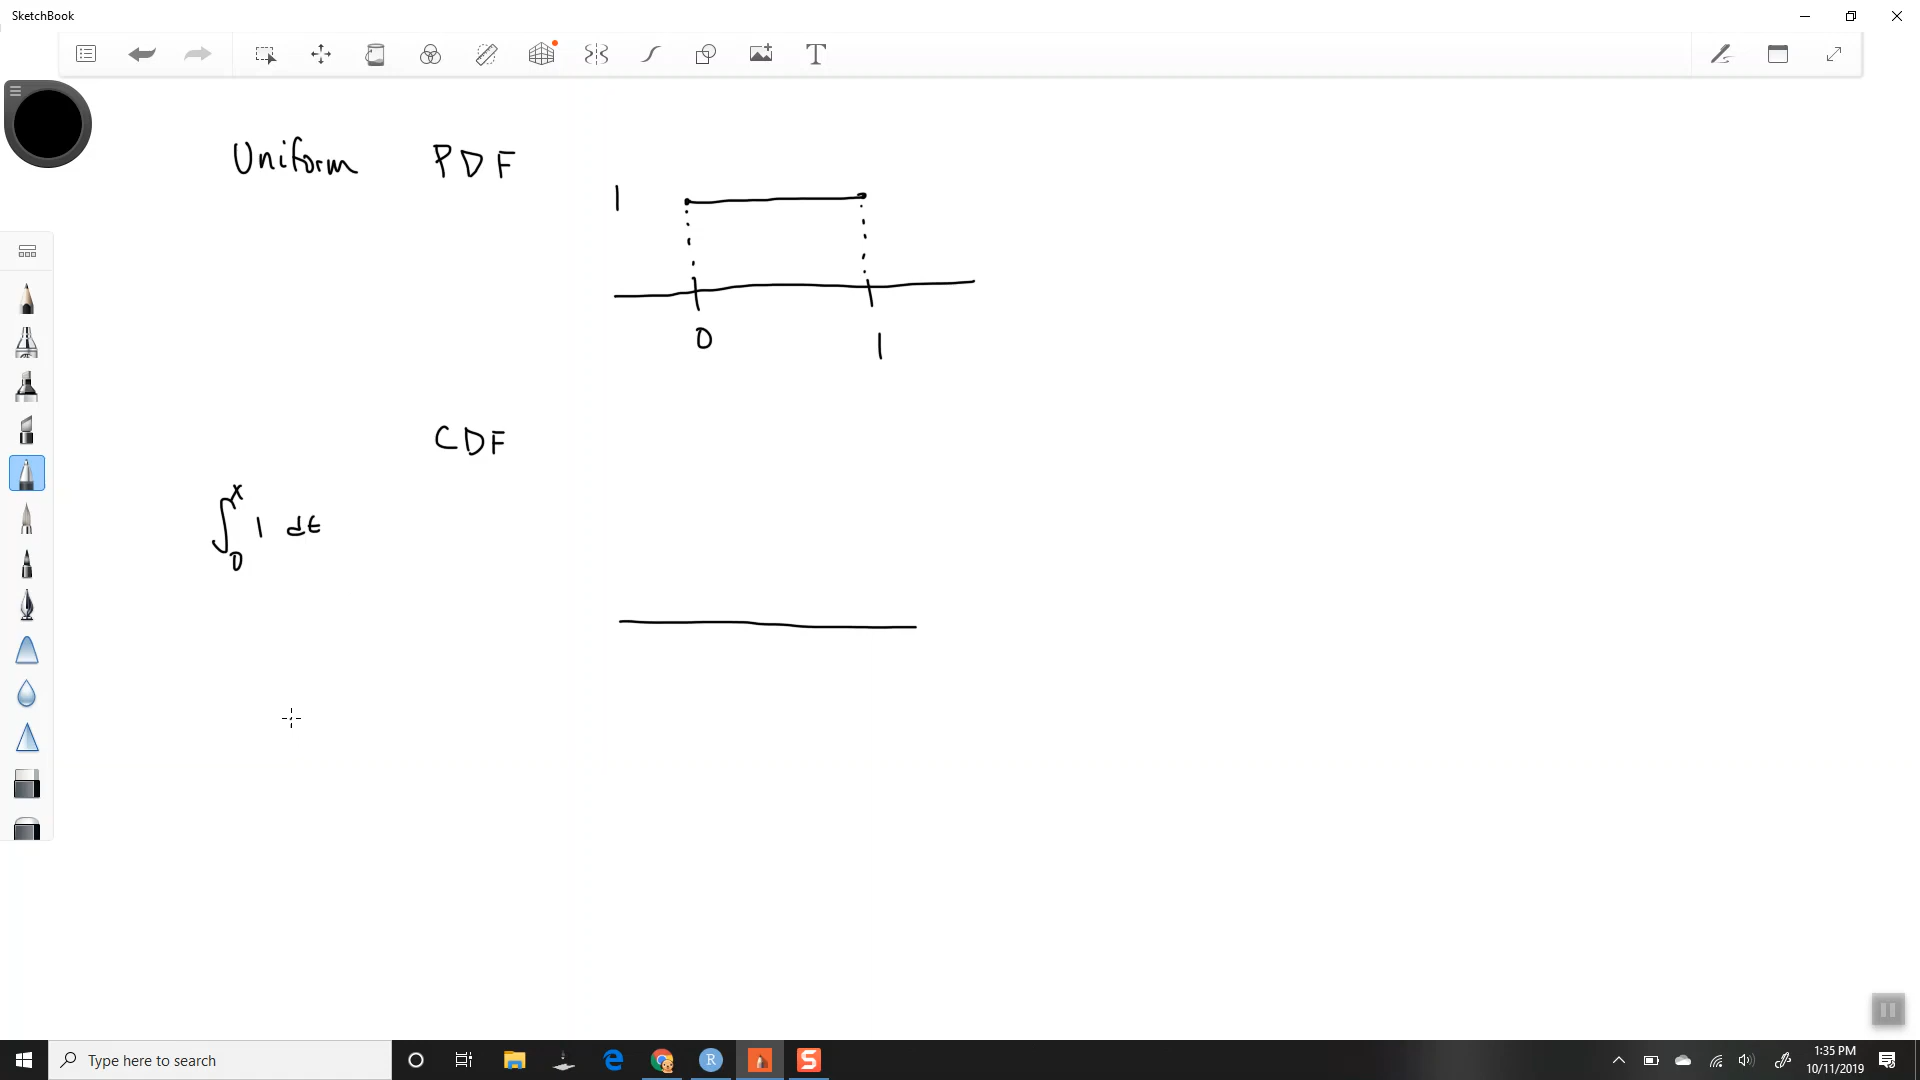 SketchBook
T
Uniform PDF
1
0 1
CDF
∫₀ˣ 1 dt
Type here to search
R
S
1:35 PM
10/11/2019